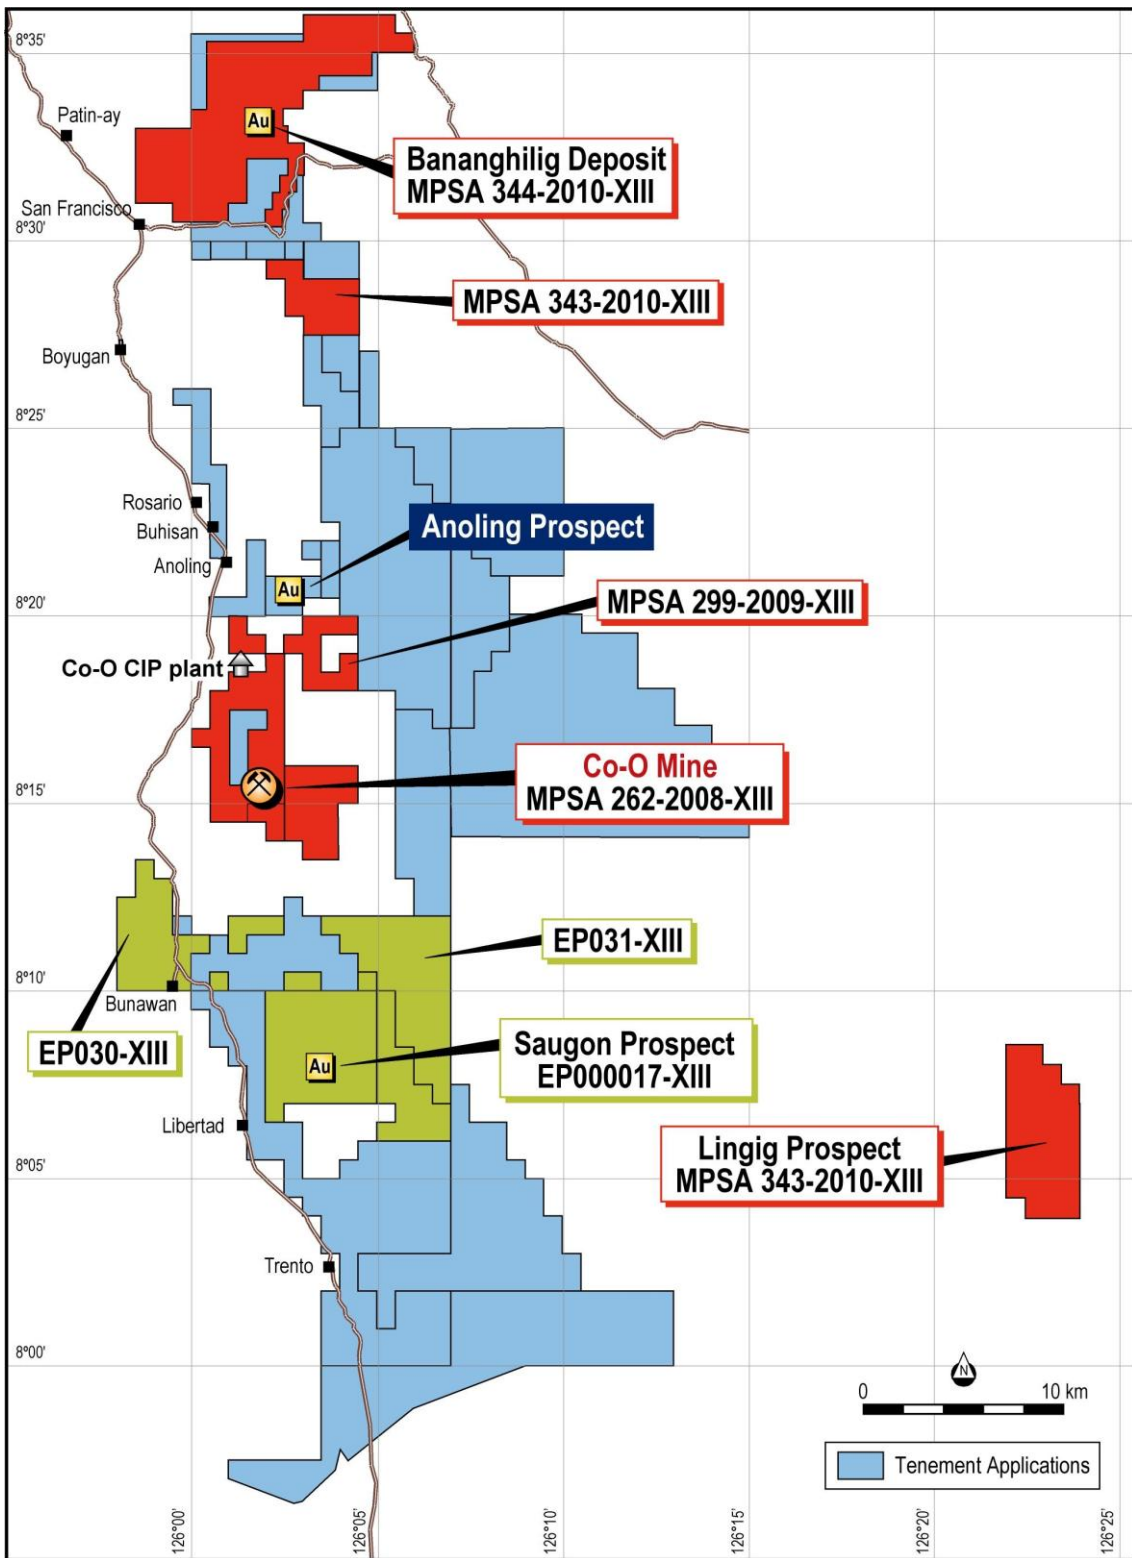 8°35'
Patin-ay
Au
Bananghilig Deposit
MPSA 344-2010-XIII
San Francisco
8°30'
MPSA 343-2010-XIII
Boyugan
8°25'
Rosario
Buhisan
Anoling Prospect
Anoling
Au
MPSA 299-2009-XIII
8°20'
Co-O CIP plant
Co-O Mine
MPSA 262-2008-XIII
8°15'
EP031-XIII
8°10'
Bunawan
EP030-XIII
Saugon Prospect
EP000017-XIII
Au
Libertad
Lingig Prospect
MPSA 343-2010-XIII
8°05'
Trento
8°00'
N
0 10 km
Tenement Applications
126°00'
126°05'
126°10'
126°15'
126°20'
126°25'